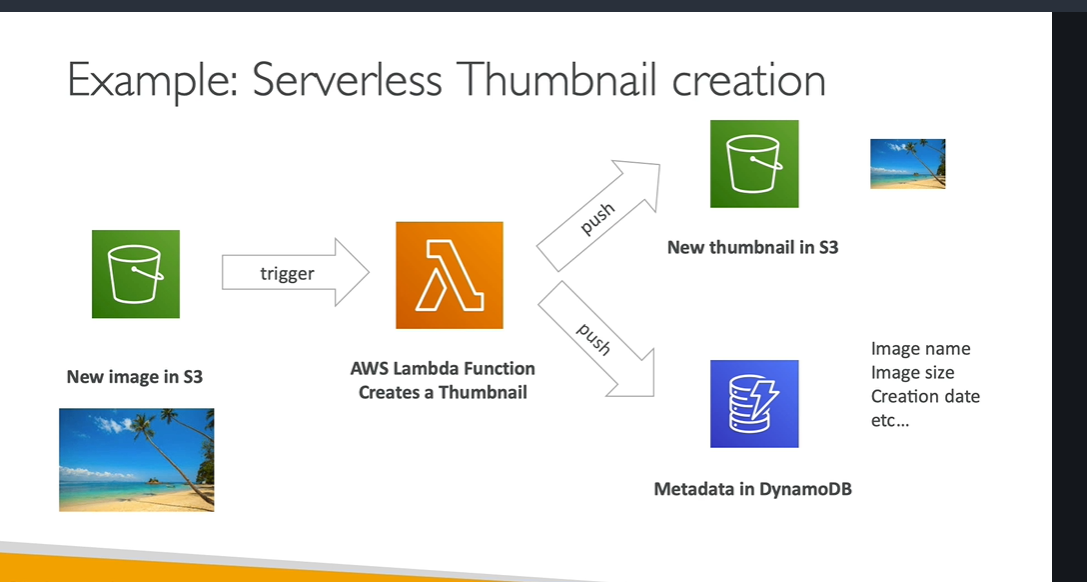 Example: Serverless Thumbnail creation
New image in S3
trigger
AWS Lambda Function
Creates a Thumbnail
push
New thumbnail in S3
push
Metadata in DynamoDB
Image name
Image size
Creation date
etc...